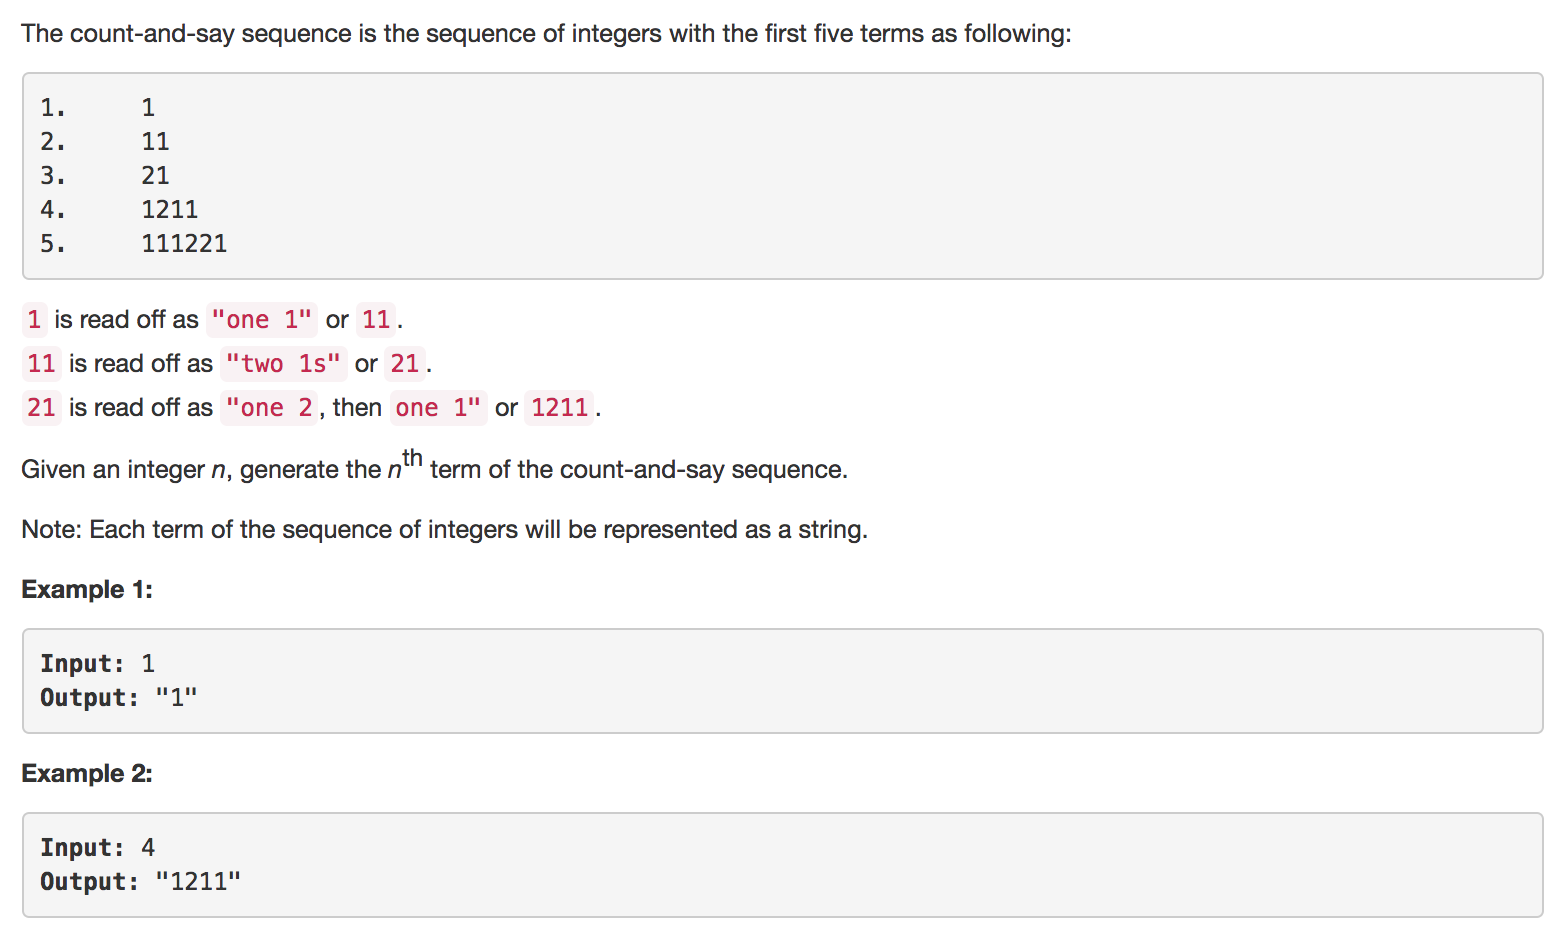 The count-and-say sequence is the sequence of integers with the first five terms as following:
1. 1
2. 11
3. 21
4. 1211
5. 111221
1 is read off as "one 1" or 11.
11 is read off as "two 1s" or 21.
21 is read off as "one 2, then one 1" or 1211.
Given an integer n, generate the nth term of the count-and-say sequence.
Note: Each term of the sequence of integers will be represented as a string.
Example 1:
Input: 1
Output: "1"
Example 2:
Input: 4
Output: "1211"